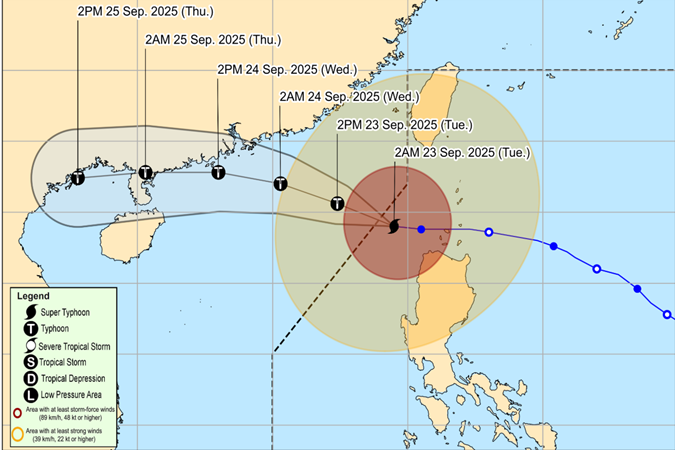 2PM 25 Sep. 2025 (Thu.)
2AM 25 Sep. 2025 (Thu.)
2PM 24 Sep. 2025 (Wed.)
2AM 24 Sep. 2025 (Wed.)
2PM 23 Sep. 2025 (Tue.)
2AM 23 Sep. 2025 (Tue.)
T
T
T
T
T
Legend
Super Typhoon
T Typhoon
Severe Tropical Storm
S Tropical Storm
D Tropical Depression
L Low Pressure Area
Area with at least storm-force winds
(89 km/h, 48 kt or higher)
Area with at least strong winds
(39 km/h, 22 kt or higher)